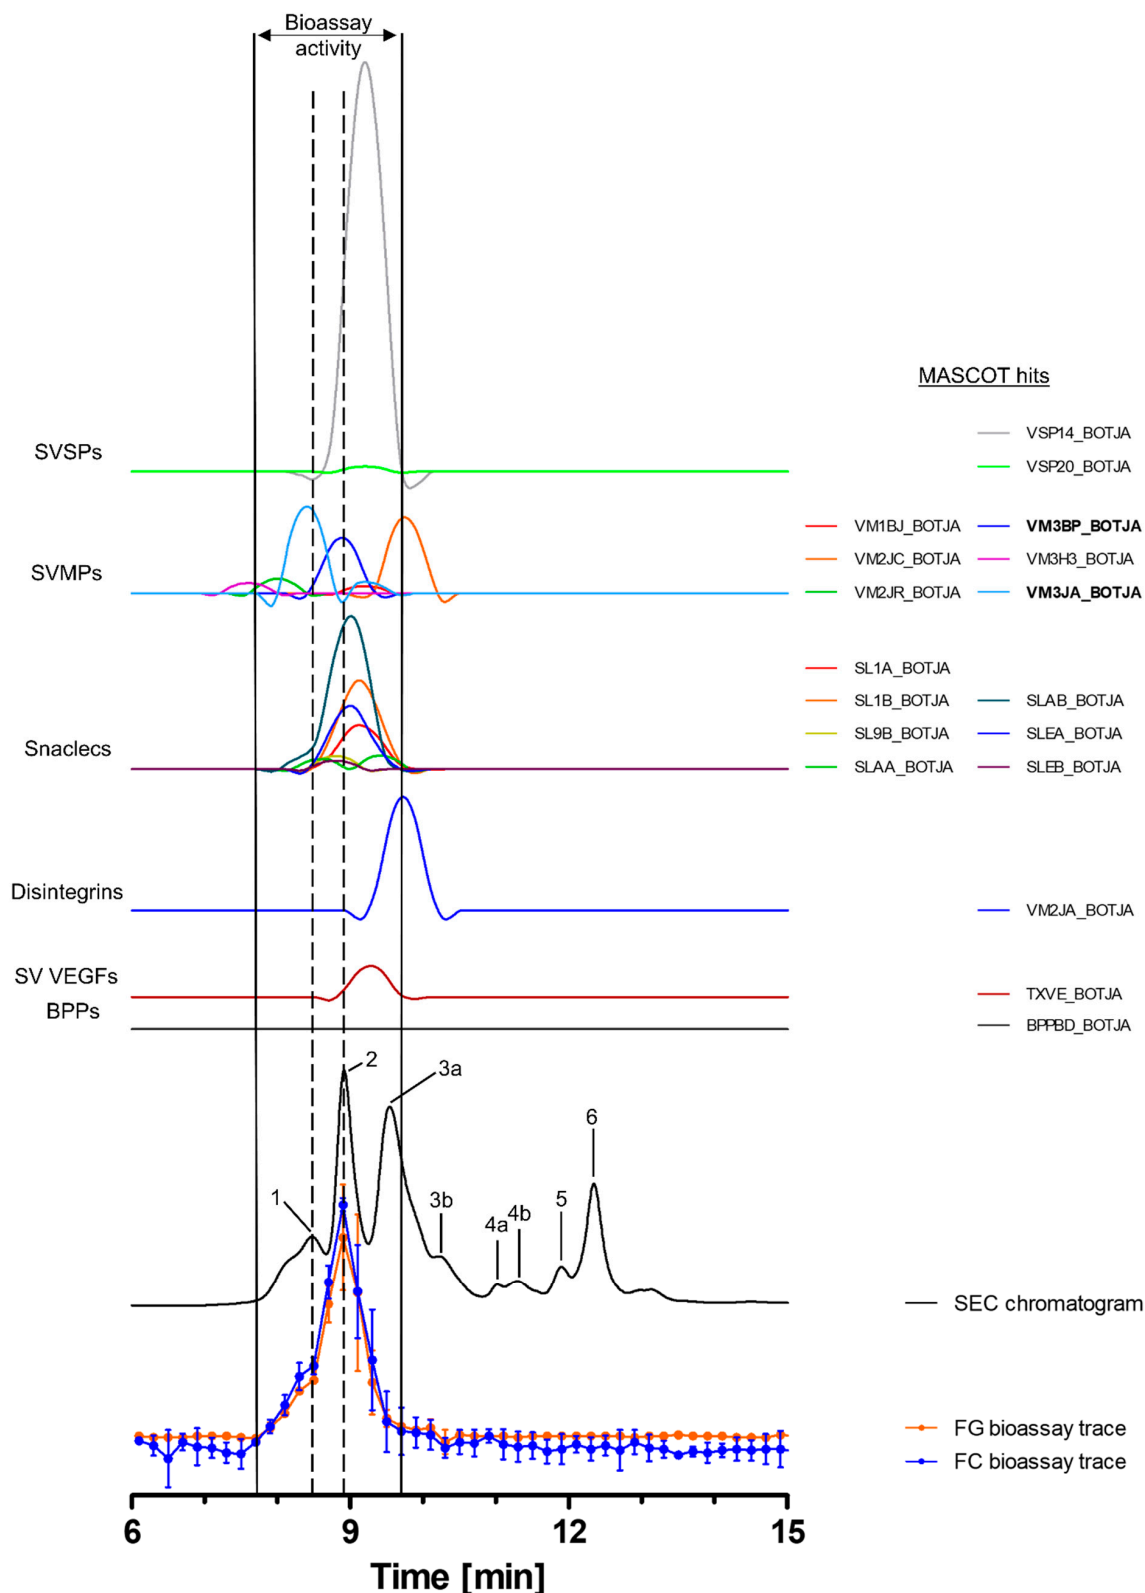 Bioassay
activity
MASCOT hits
SVSPs
VSP14_BOTJA
VSP20_BOTJA
SVMPs
VM1BJ_BOTJA
VM3BP_BOTJA
VM2JC_BOTJA
VM3H3_BOTJA
VM2JR_BOTJA
VM3JA_BOTJA
Snaclecs
SL1A_BOTJA
SL1B_BOTJA
SLAB_BOTJA
SL9B_BOTJA
SLEA_BOTJA
SLAA_BOTJA
SLEB_BOTJA
Disintegrins
VM2JA_BOTJA
SV VEGFs
TXVE_BOTJA
BPPs
BPPBD_BOTJA
1
2
3a
3b
4a
4b
5
6
SEC chromatogram
FG bioassay trace
FC bioassay trace
6 9 12 15
Time [min]